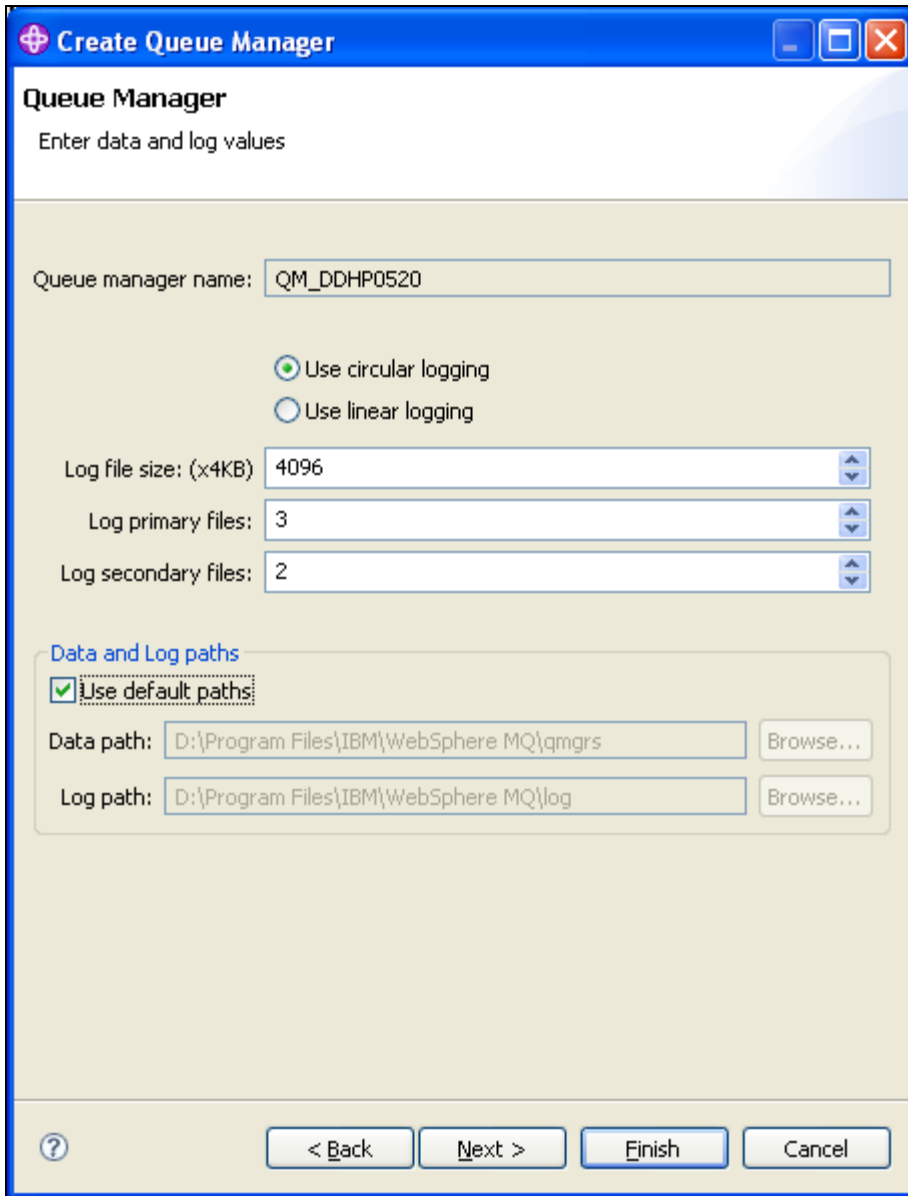 Create Queue Manager
Queue Manager
Enter data and log values
Queue manager name: QM_DDHP0520
Use circular logging
Use linear logging
Log file size: (x4KB) 4096
Log primary files: 3
Log secondary files: 2
Data and Log paths
Use default paths
Data path: D:\Program Files\IBM\WebSphere MQ\qmgrs Browse...
Log path: D:\Program Files\IBM\WebSphere MQ\log Browse...
? < Back Next > Finish Cancel